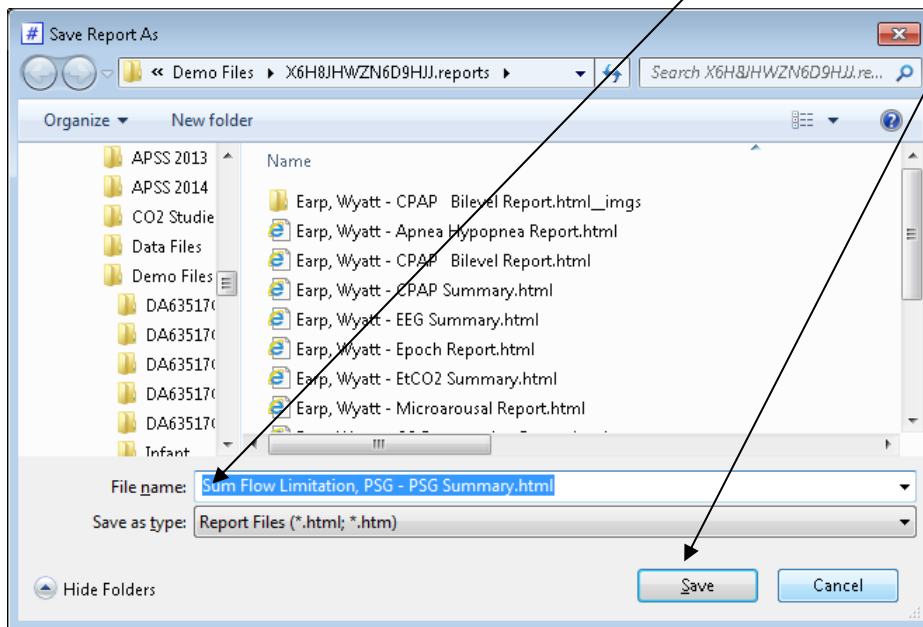 # Save Report As
« Demo Files ▸ X6H8JHWZN6D9HJJ.reports ▸
Search X6H8JHWZN6D9HJJ.re...
Organize ▾ New folder
APSS 2013
APSS 2014
CO2 Studie
Data Files
Demo Files
DA63517(
DA63517(
DA63517(
DA63517(
DA63517(
Infant
Name
Earp, Wyatt - CPAP Bilevel Report.html_imgs
Earp, Wyatt - Apnea Hypopnea Report.html
Earp, Wyatt - CPAP Bilevel Report.html
Earp, Wyatt - CPAP Summary.html
Earp, Wyatt - EEG Summary.html
Earp, Wyatt - Epoch Report.html
Earp, Wyatt - EtCO2 Summary.html
Earp, Wyatt - Microarousal Report.html
File name: Sum Flow Limitation, PSG - PSG Summary.html
Save as type: Report Files (*.html; *.htm)
Hide Folders
Save
Cancel